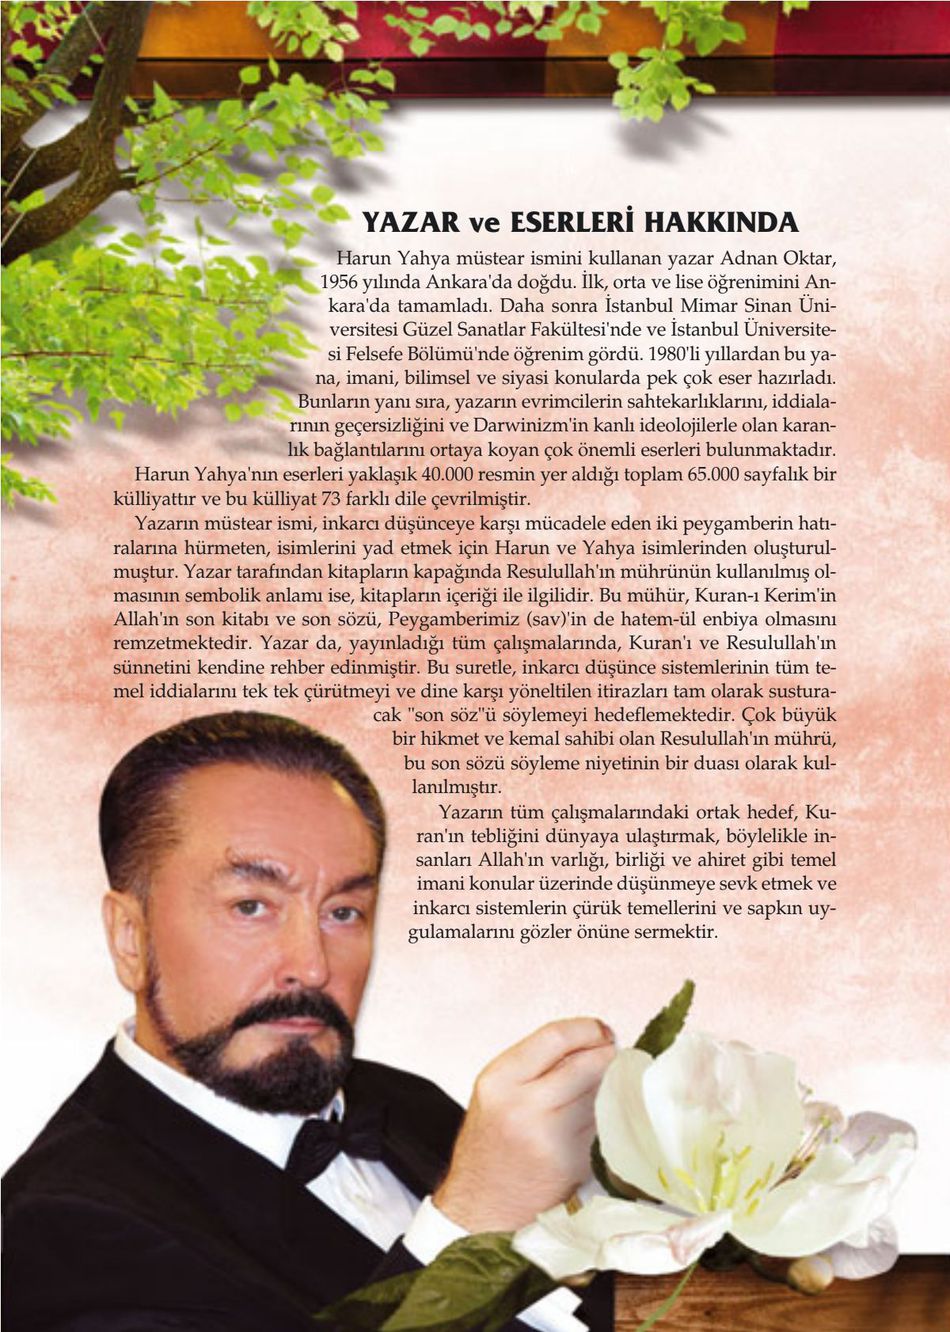 YAZAR ve ESERLERİ HAKKINDA
Harun Yahya müstear ismini kullanan yazar Adnan Oktar,
1956 yılında Ankara'da doğdu. İlk, orta ve lise öğrenimini An-
kara'da tamamladı. Daha sonra İstanbul Mimar Sinan Üni-
versitesi Güzel Sanatlar Fakültesi'nde ve İstanbul Üniversite-
si Felsefe Bölümü'nde öğrenim gördü. 1980'li yıllardan bu ya-
na, imani, bilimsel ve siyasi konularda pek çok eser hazırladı.
Bunların yanı sıra, yazarın evrimcilerin sahtekarlıklarını, iddiala-
rının geçersizliğini ve Darwinizm'in kanlı ideolojilerle olan karan-
lık bağlantılarını ortaya koyan çok önemli eserleri bulunmaktadır.
Harun Yahya'nın eserleri yaklaşık 40.000 resmin yer aldığı toplam 65.000 sayfalık bir
külliyattır ve bu külliyat 73 farklı dile çevrilmiştir.
Yazarın müstear ismi, inkarcı düşünceye karşı mücadele eden iki peygamberin hatı-
ralarına hürmeten, isimlerini yad etmek için Harun ve Yahya isimlerinden oluşturul-
muştur. Yazar tarafından kitapların kapağında Resulullah'ın mührünün kullanılmış ol-
masının sembolik anlamı ise, kitapların içeriği ile ilgilidir. Bu mühür, Kuran-ı Kerim'in
Allah'ın son kitabı ve son sözü, Peygamberimiz (sav)'in de hatem-ül enbiya olmasını
remzetmektedir. Yazar da, yayınladığı tüm çalışmalarında, Kuran'ı ve Resulullah'ın
sünnetini kendine rehber edinmiştir. Bu suretle, inkarcı düşünce sistemlerinin tüm te-
mel iddialarını tek tek çürütmeyi ve dine karşı yöneltilen itirazları tam olarak sustura-
cak "son söz"ü söylemeyi hedeflemektedir. Çok büyük
bir hikmet ve kemal sahibi olan Resulullah'ın mührü,
bu son sözü söyleme niyetinin bir duası olarak kul-
lanılmıştır.
Yazarın tüm çalışmalarındaki ortak hedef, Ku-
ran'ın tebliğini dünyaya ulaştırmak, böylelikle in-
sanları Allah'ın varlığı, birliği ve ahiret gibi temel
imani konular üzerinde düşünmeye sevk etmek ve
inkarcı sistemlerin çürük temellerini ve sapkın uy-
gulamalarını gözler önüne sermektir.